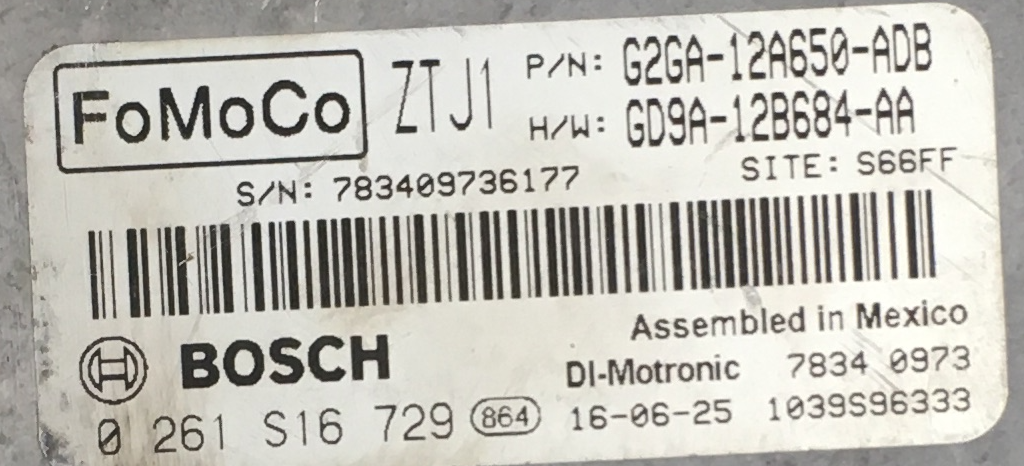 FoMoCo ZTJ1 P/N: G2GA-12A650-ADB
H/W: GD9A-12B684-AA
S/N: 783409736177 SITE: S66FF
Assembled in Mexico
BOSCH DI-Motronic 7834 0973
0 261 S16 729 864 16-06-25 1039S96333